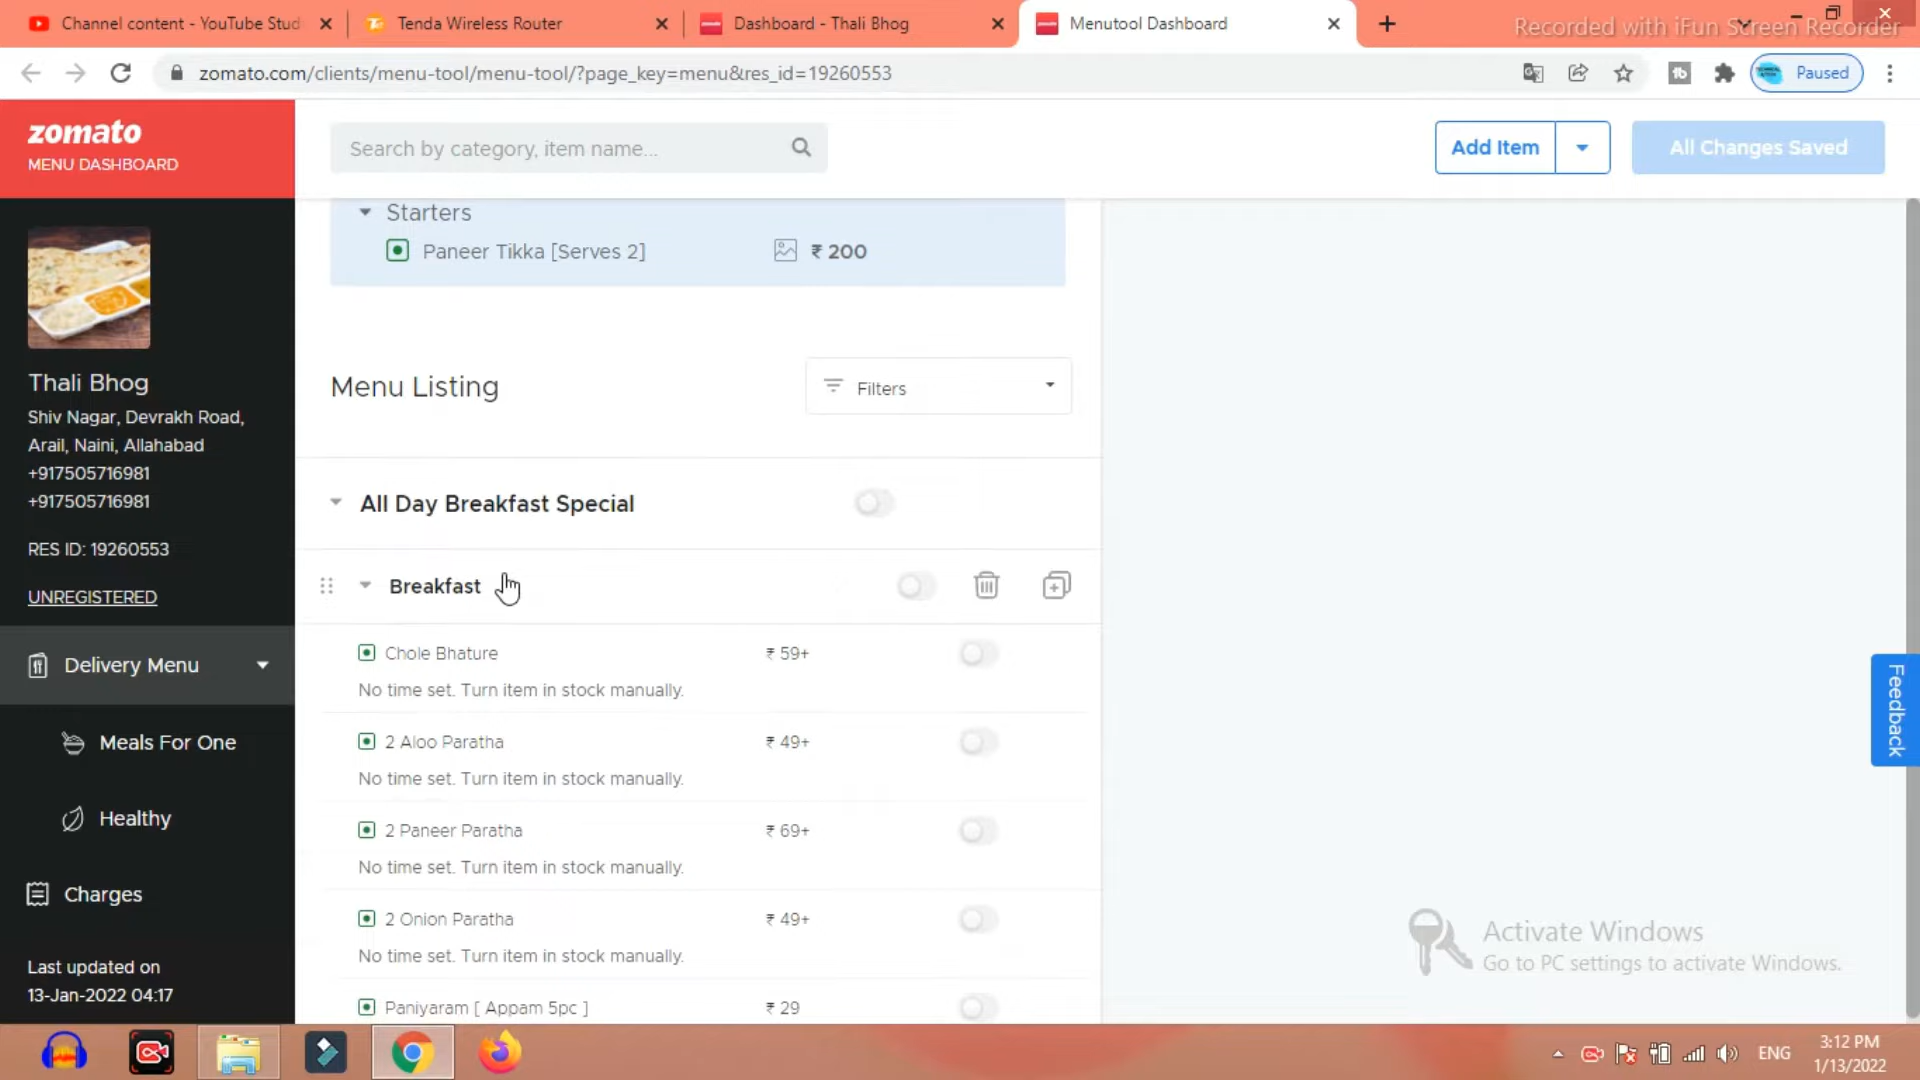 Channel content - YouTube Stud
Tenda Wireless Router
Dashboard - Thali Bhog
Menutool Dashboard
Recorded with iFun Screen Recorder
zomato.com/clients/menu-tool/menu-tool/?page_key=menu&res_id=19260553
Paused
zomato
MENU DASHBOARD
Search by category, item name...
Add Item
All Changes Saved
Starters
Paneer Tikka [Serves 2]
₹ 200
Thali Bhog
Shiv Nagar, Devrakh Road,
Arail, Naini, Allahabad
+917505716981
+917505716981
RES ID: 19260553
UNREGISTERED
Menu Listing
Filters
All Day Breakfast Special
Breakfast
Chole Bhature
₹ 59+
No time set. Turn item in stock manually.
2 Aloo Paratha
₹ 49+
No time set. Turn item in stock manually.
2 Paneer Paratha
₹ 69+
No time set. Turn item in stock manually.
2 Onion Paratha
₹ 49+
No time set. Turn item in stock manually.
Paniyaram [ Appam 5pc ]
₹ 29
Delivery Menu
Meals For One
Healthy
Charges
Last updated on
13-Jan-2022 04:17
Feedback
Activate Windows
Go to PC settings to activate Windows.
ENG
3:12 PM
1/13/2022